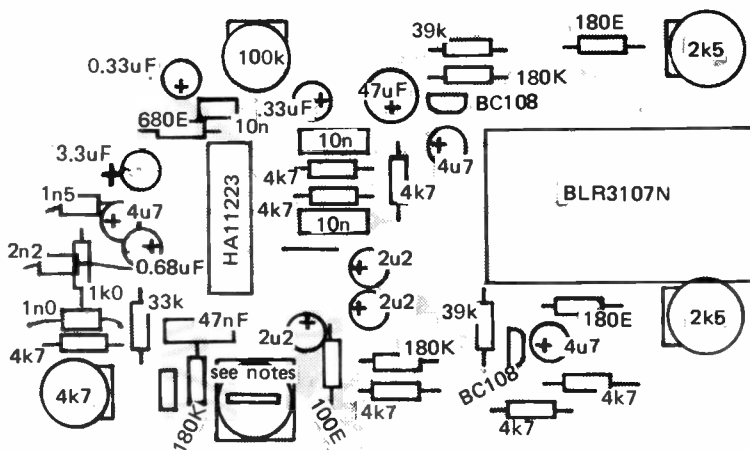 39k
180E
100k
2k5
0.33uF
180K
47uF
.33uF
BC108
680E
10n
10n
3.3uF
4k7
4u7
1n5
4k7
4k7
BLR3107N
4u7
10n
HA11223
2n2
0.68uF
2u2
1k0
33k
2u2
1n0
47nF
39k
180E
2k5
2u2
4k7
180K
4u7
see notes
BC108
4k7
180K
100E
4k7
4k7
4k7